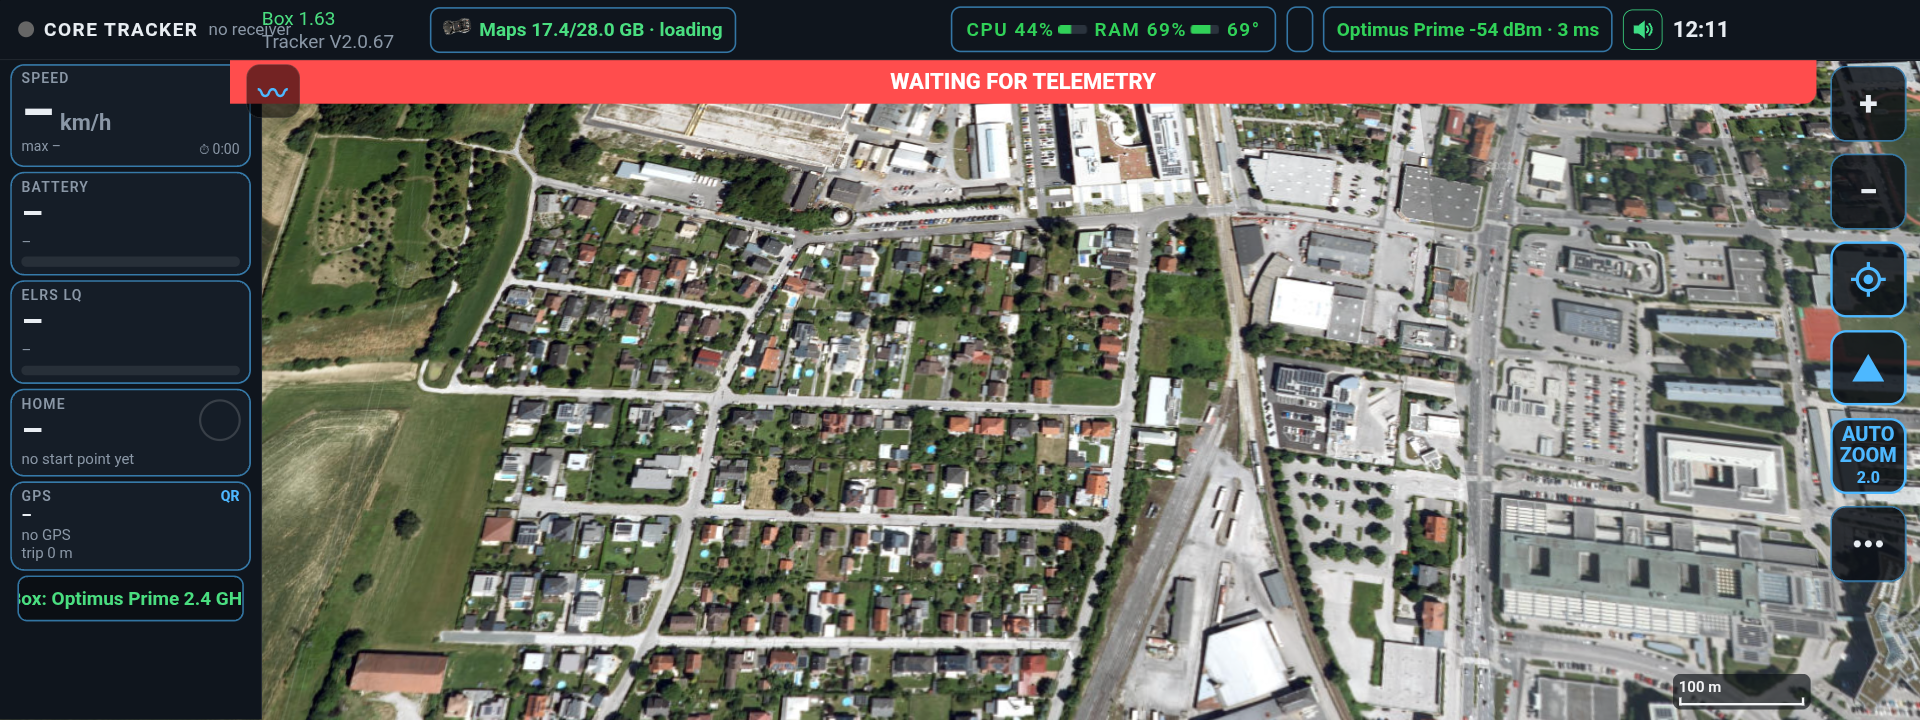 CORE TRACKER no receiver
Box 1.63
Tracker V2.0.67
Maps 17.4/28.0 GB · loading
CPU 44% RAM 69% 69°
Optimus Prime -54 dBm · 3 ms
12:11
WAITING FOR TELEMETRY
SPEED
– km/h
max –
⏱ 0:00
BATTERY
–
–
ELRS LQ
–
–
HOME
–
no start point yet
GPS QR
–
no GPS
trip 0 m
ox: Optimus Prime 2.4 GH
+
−
AUTO
ZOOM
2.0
•••
100 m